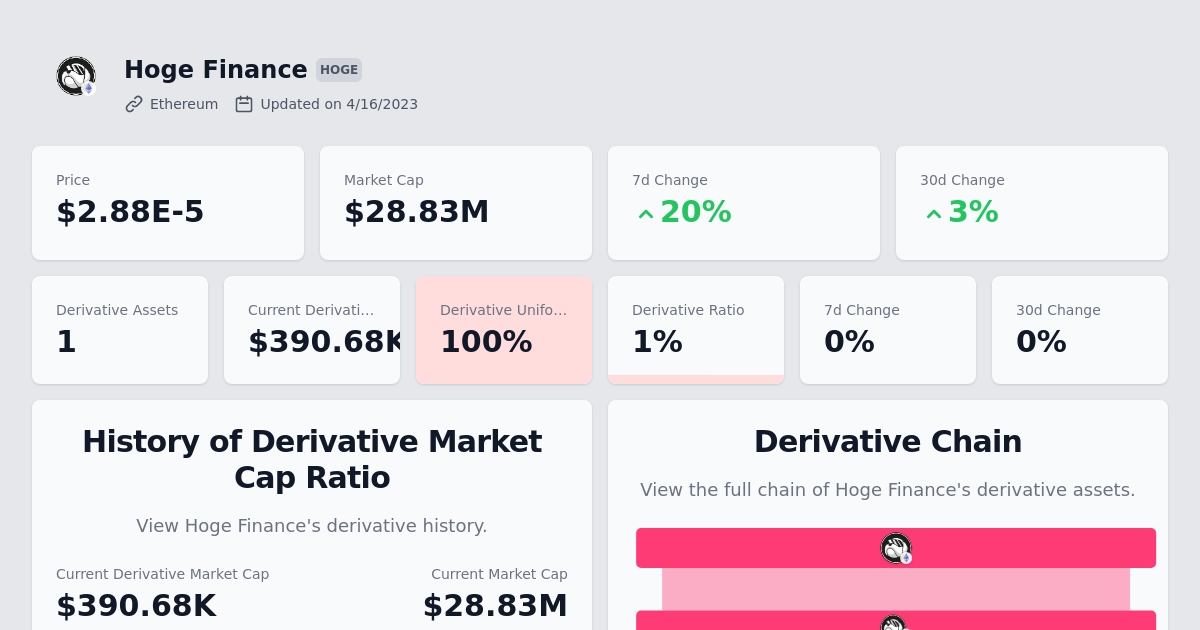 Hoge Finance HOGE
Ethereum Updated on 4/16/2023
Price Market Cap 7d Change 30d Change
$2.88E-5 $28.83M 20% 3%
Derivative Assets Current Derivati... Derivative Unifo... Derivative Ratio 7d Change 30d Change
1 $390.68K 100% 1% 0% 0%
History of Derivative Market
Cap Ratio
View Hoge Finance's derivative history.
Current Derivative Market Cap Current Market Cap
$390.68K $28.83M
Derivative Chain
View the full chain of Hoge Finance's derivative assets.